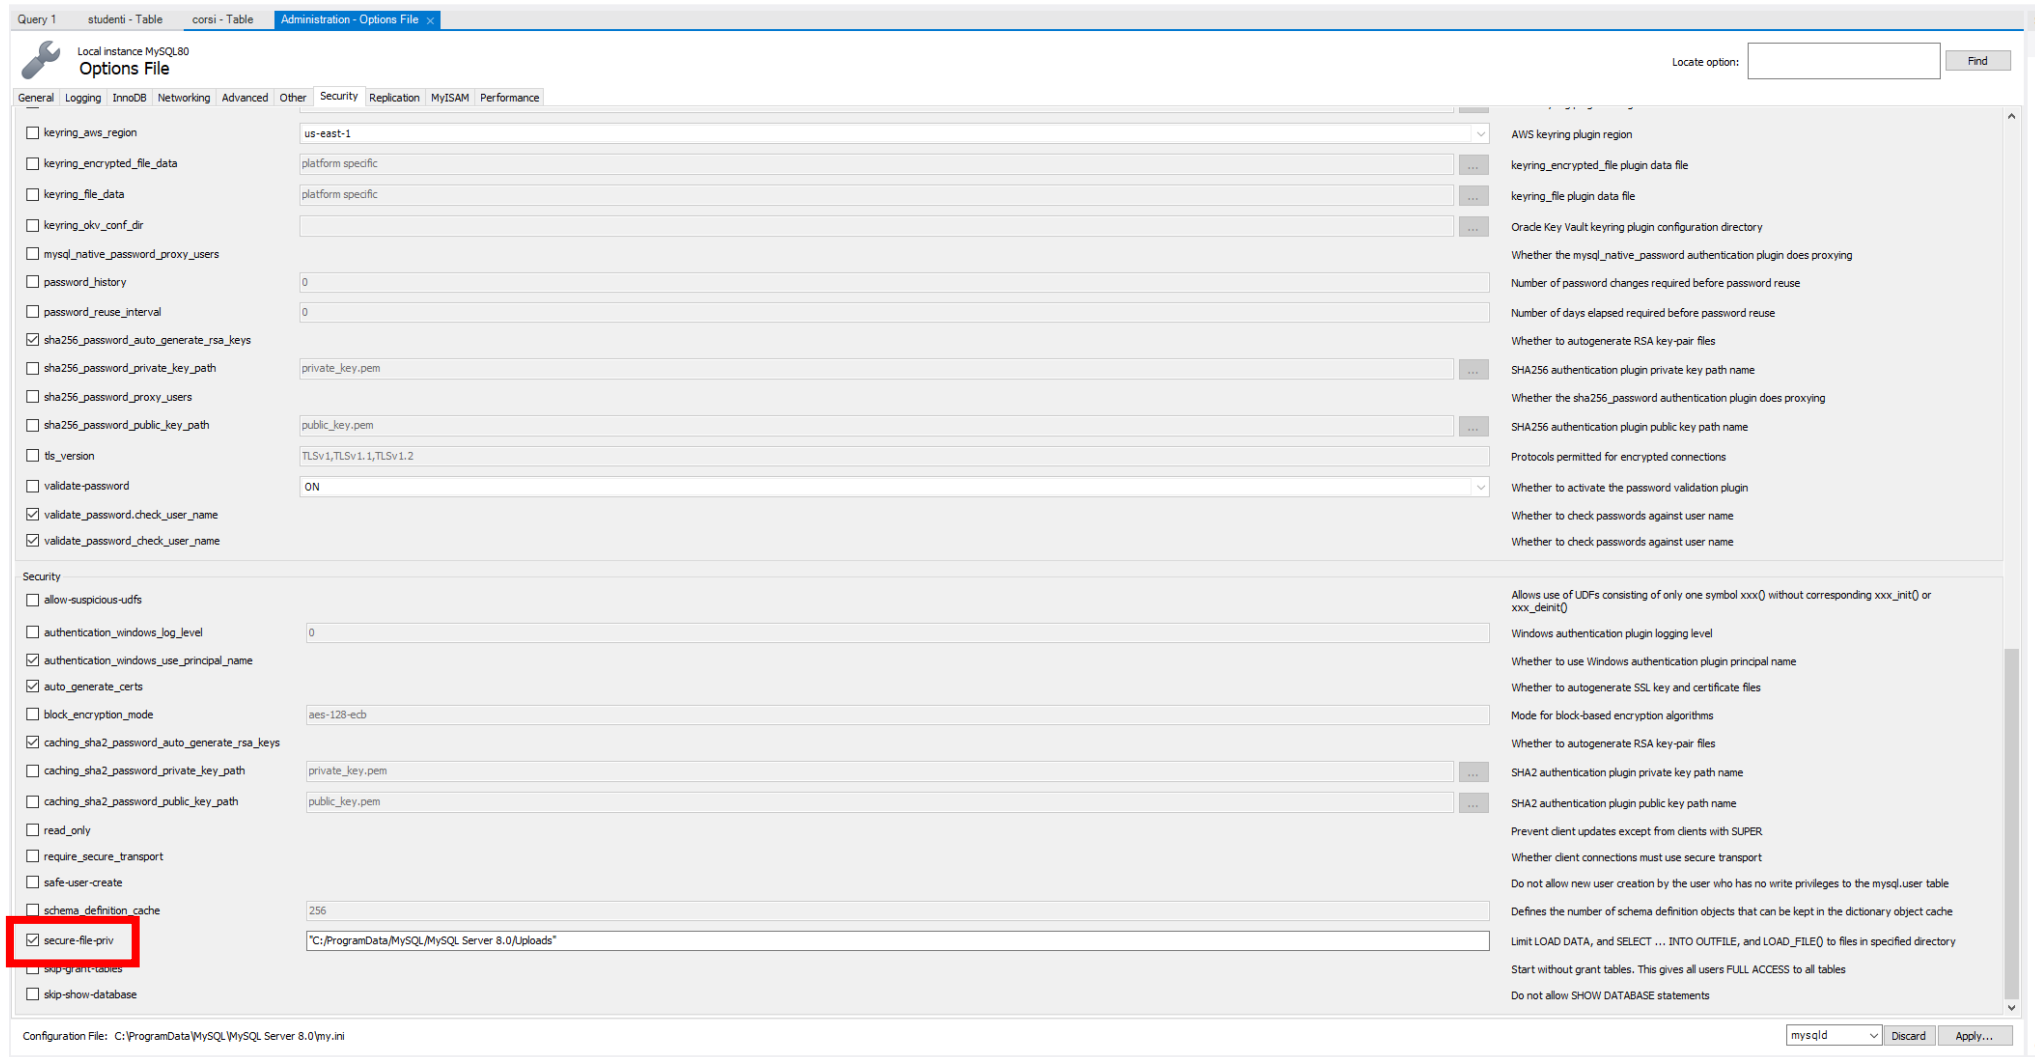 Query 1 studenti - Table corsi - Table Administration - Options File ×
Local instance MySQL80
Options File
Locate option: Find
General Logging InnoDB Networking Advanced Other Security Replication MyISAM Performance
keyring_aws_region us-east-1 AWS keyring plugin region
keyring_encrypted_file_data platform specific ... keyring_encrypted_file plugin data file
keyring_file_data platform specific ... keyring_file plugin data file
keyring_okv_conf_dir ... Oracle Key Vault keyring plugin configuration directory
mysql_native_password_proxy_users Whether the mysql_native_password authentication plugin does proxying
password_history 0 Number of password changes required before password reuse
password_reuse_interval 0 Number of days elapsed required before password reuse
sha256_password_auto_generate_rsa_keys Whether to autogenerate RSA key-pair files
sha256_password_private_key_path private_key.pem ... SHA256 authentication plugin private key path name
sha256_password_proxy_users Whether the sha256_password authentication plugin does proxying
sha256_password_public_key_path public_key.pem ... SHA256 authentication plugin public key path name
tls_version TLSv1,TLSv1.1,TLSv1.2 Protocols permitted for encrypted connections
validate-password ON Whether to activate the password validation plugin
validate_password.check_user_name Whether to check passwords against user name
validate_password_check_user_name Whether to check passwords against user name
Security
allow-suspicious-udfs Allows use of UDFs consisting of only one symbol xxx() without corresponding xxx_init() or
xxx_deinit()
authentication_windows_log_level 0 Windows authentication plugin logging level
authentication_windows_use_principal_name Whether to use Windows authentication plugin principal name
auto_generate_certs Whether to autogenerate SSL key and certificate files
block_encryption_mode aes-128-ecb Mode for block-based encryption algorithms
caching_sha2_password_auto_generate_rsa_keys Whether to autogenerate RSA key-pair files
caching_sha2_password_private_key_path private_key.pem ... SHA2 authentication plugin private key path name
caching_sha2_password_public_key_path public_key.pem ... SHA2 authentication plugin public key path name
read_only Prevent client updates except from clients with SUPER
require_secure_transport Whether client connections must use secure transport
safe-user-create Do not allow new user creation by the user who has no write privileges to the mysql.user table
schema_definition_cache 256 Defines the number of schema definition objects that can be kept in the dictionary object cache
secure-file-priv "C:/ProgramData/MySQL/MySQL Server 8.0/Uploads" Limit LOAD DATA, and SELECT ... INTO OUTFILE, and LOAD_FILE() to files in specified directory
skip-grant-tables Start without grant tables. This gives all users FULL ACCESS to all tables
skip-show-database Do not allow SHOW DATABASE statements
Configuration File: C:\ProgramData\MySQL\MySQL Server 8.0\my.ini mysqld Discard Apply...